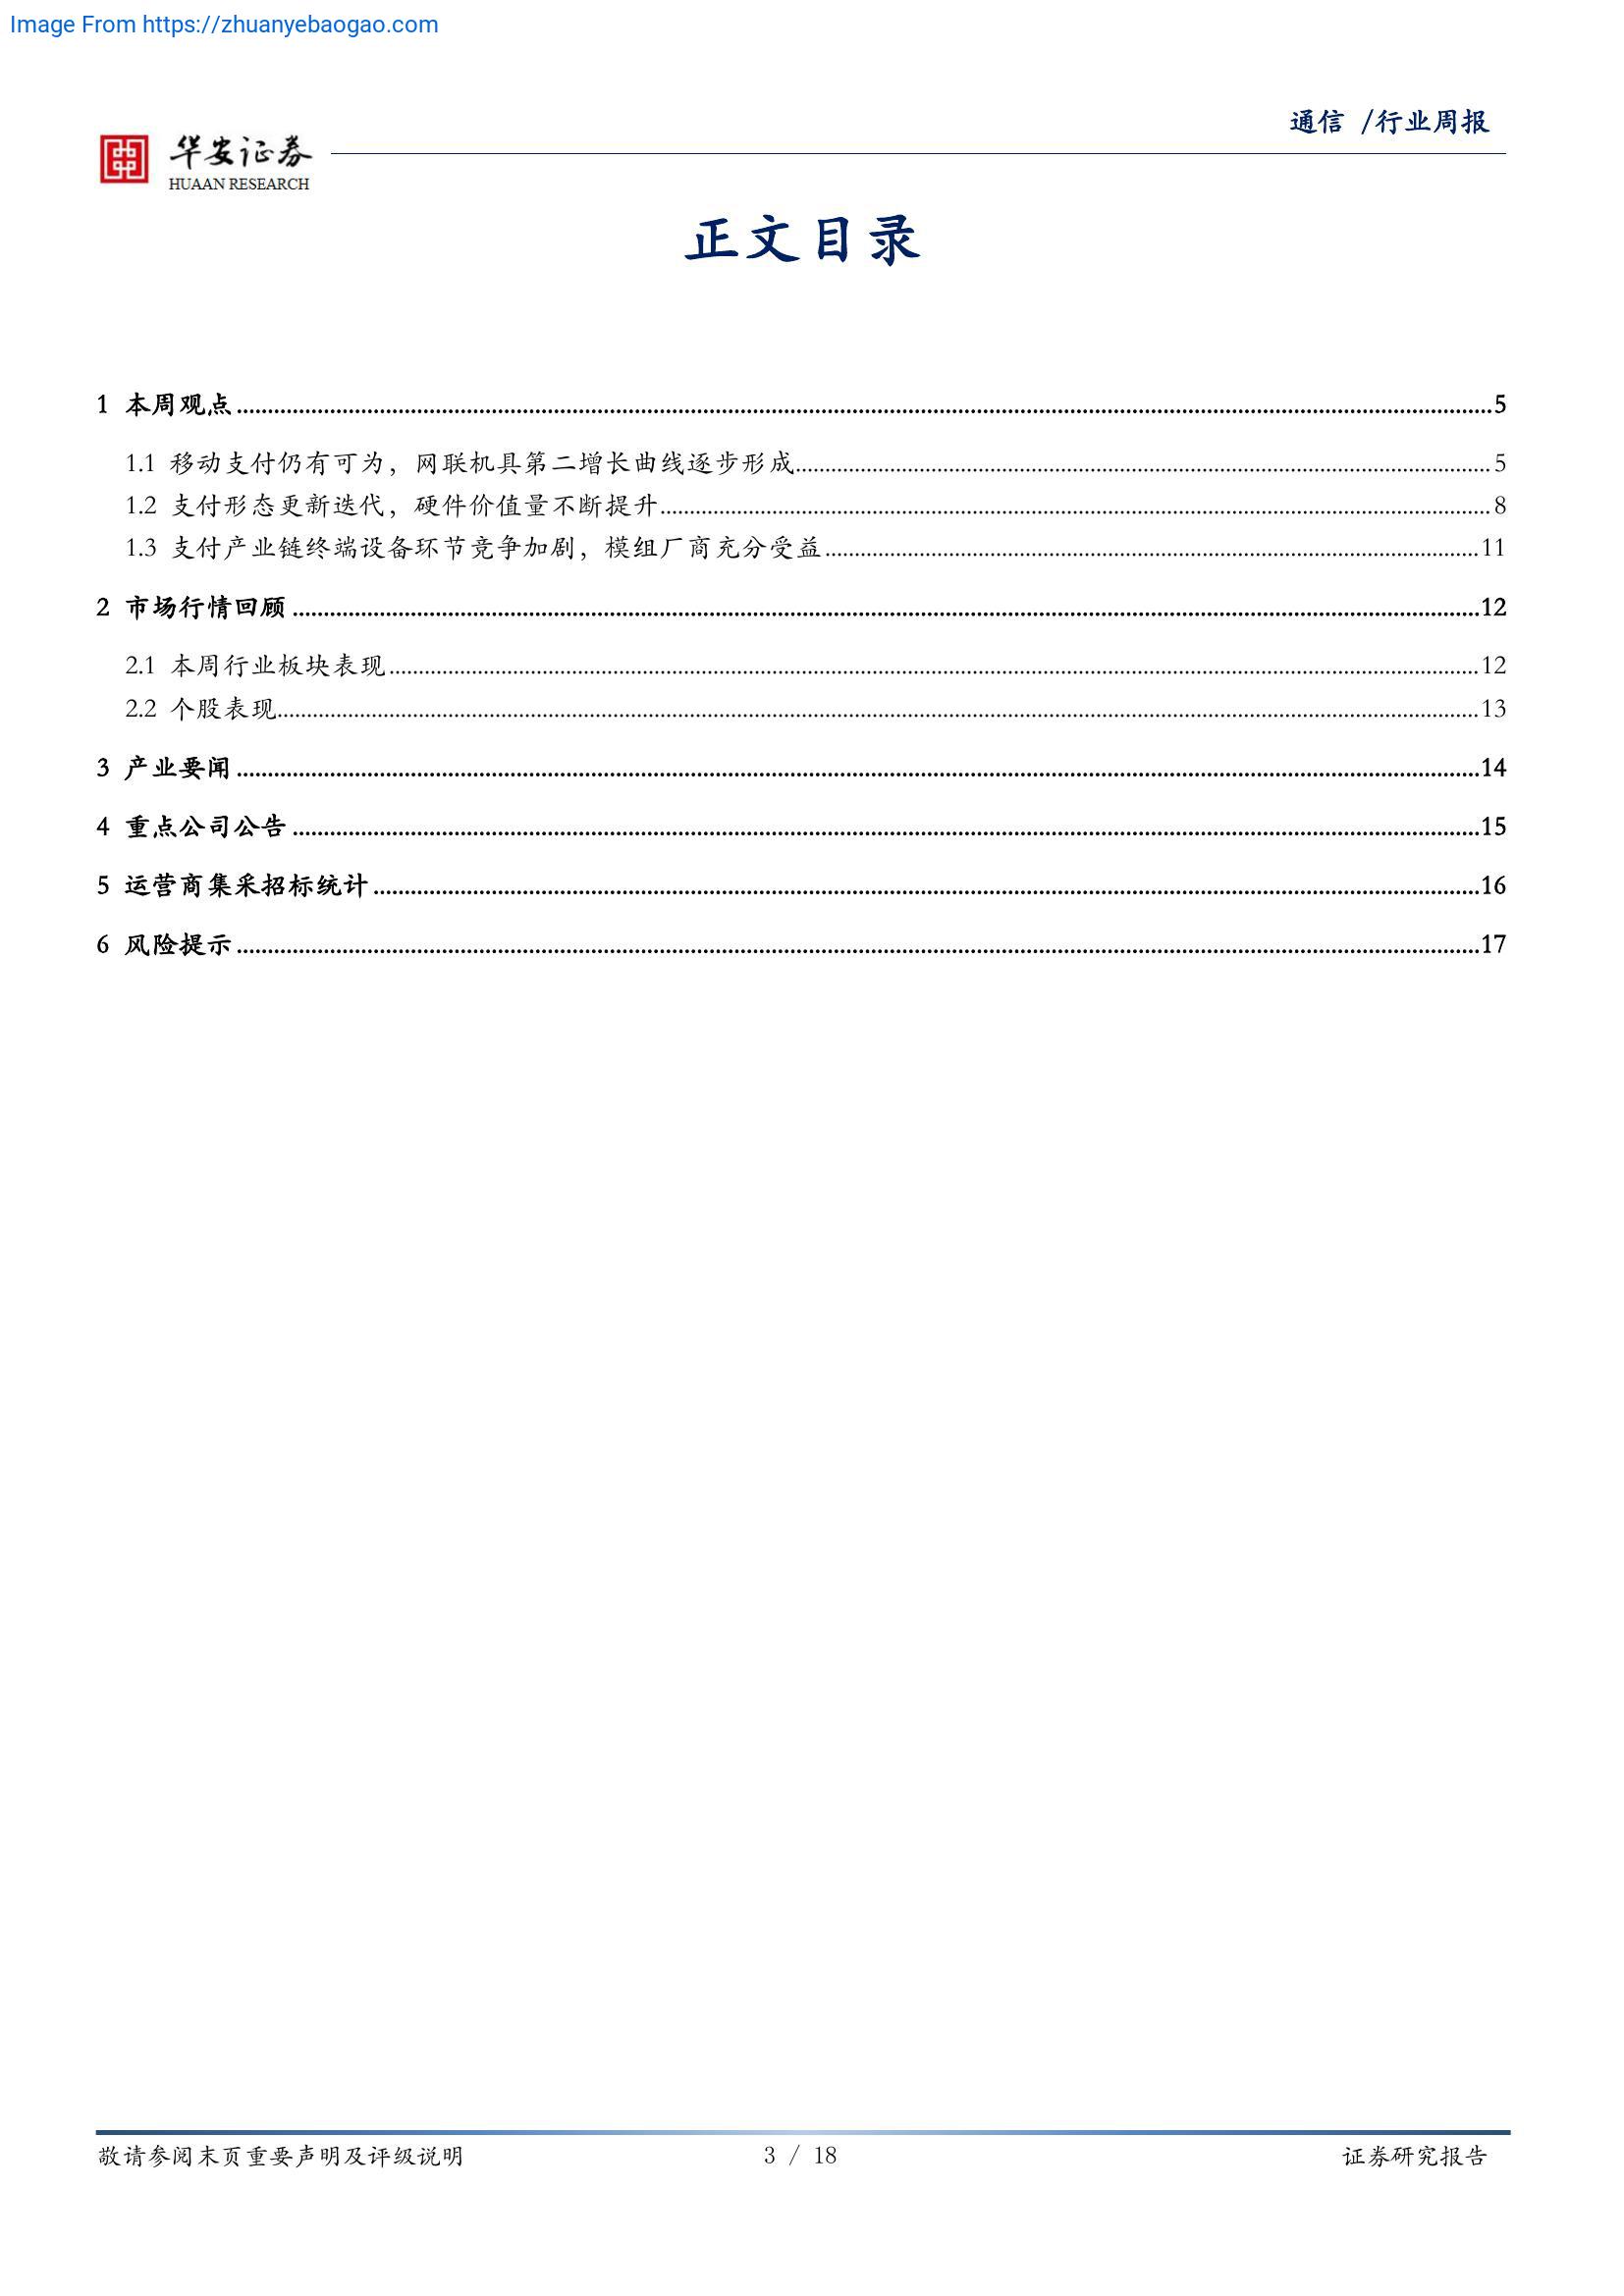 Image From https://zhuanyebaogao.com
通信 /行业周报
华安证券
HUAAN RESEARCH
正文目录
1 本周观点 5
1.1 移动支付仍有可为，网联机具第二增长曲线逐步形成 5
1.2 支付形态更新迭代，硬件价值量不断提升 8
1.3 支付产业链终端设备环节竞争加剧，模组厂商充分受益 11
2 市场行情回顾 12
2.1 本周行业板块表现 12
2.2 个股表现 13
3 产业要闻 14
4 重点公司公告 15
5 运营商集采招标统计 16
6 风险提示 17
敬请参阅末页重要声明及评级说明 3 / 18 证券研究报告